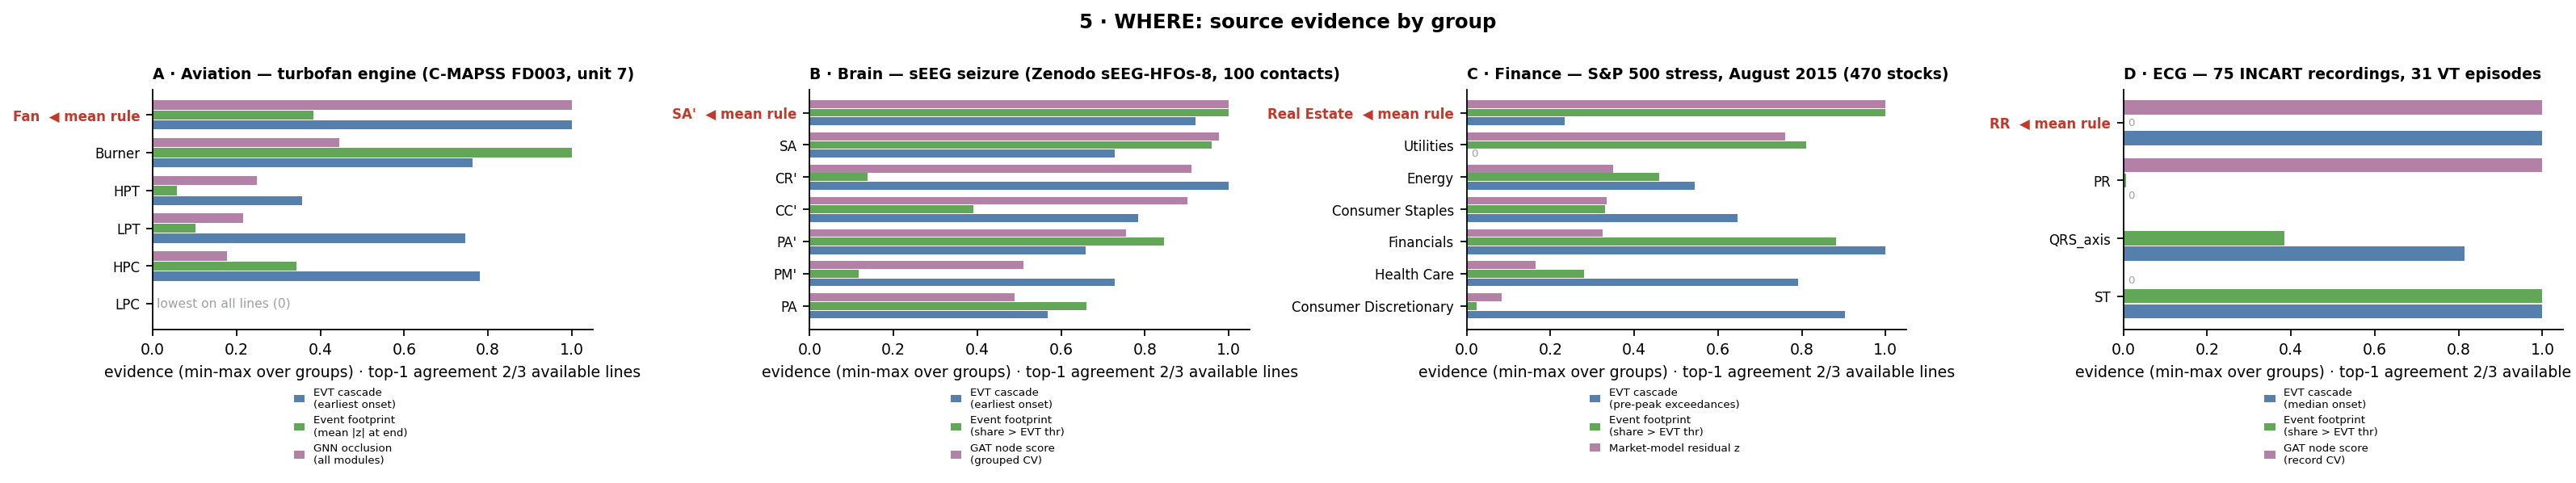 5 · WHERE: source evidence by group
A · Aviation — turbofan engine (C-MAPSS FD003, unit 7)
Fan ◀ mean rule
Burner
HPT
LPT
HPC
LPC
lowest on all lines (0)
0.0 0.2 0.4 0.6 0.8 1.0
evidence (min-max over groups) · top-1 agreement 2/3 available lines
EVT cascade
(earliest onset)
Event footprint
(mean |z| at end)
GNN occlusion
(all modules)
B · Brain — sEEG seizure (Zenodo sEEG-HFOs-8, 100 contacts)
SA' ◀ mean rule
SA
CR'
CC'
PA'
PM'
PA
0.0 0.2 0.4 0.6 0.8 1.0
evidence (min-max over groups) · top-1 agreement 2/3 available lines
EVT cascade
(earliest onset)
Event footprint
(share > EVT thr)
GAT node score
(grouped CV)
C · Finance — S&P 500 stress, August 2015 (470 stocks)
Real Estate ◀ mean rule
Utilities
0
Energy
Consumer Staples
Financials
Health Care
Consumer Discretionary
0.0 0.2 0.4 0.6 0.8 1.0
evidence (min-max over groups) · top-1 agreement 2/3 available lines
EVT cascade
(pre-peak exceedances)
Event footprint
(share > EVT thr)
Market-model residual z
D · ECG — 75 INCART recordings, 31 VT episodes
RR ◀ mean rule
0
PR
0
QRS_axis
0
ST
0.0 0.2 0.4 0.6 0.8 1.0
evidence (min-max over groups) · top-1 agreement 2/3 available
EVT cascade
(median onset)
Event footprint
(share > EVT thr)
GAT node score
(record CV)